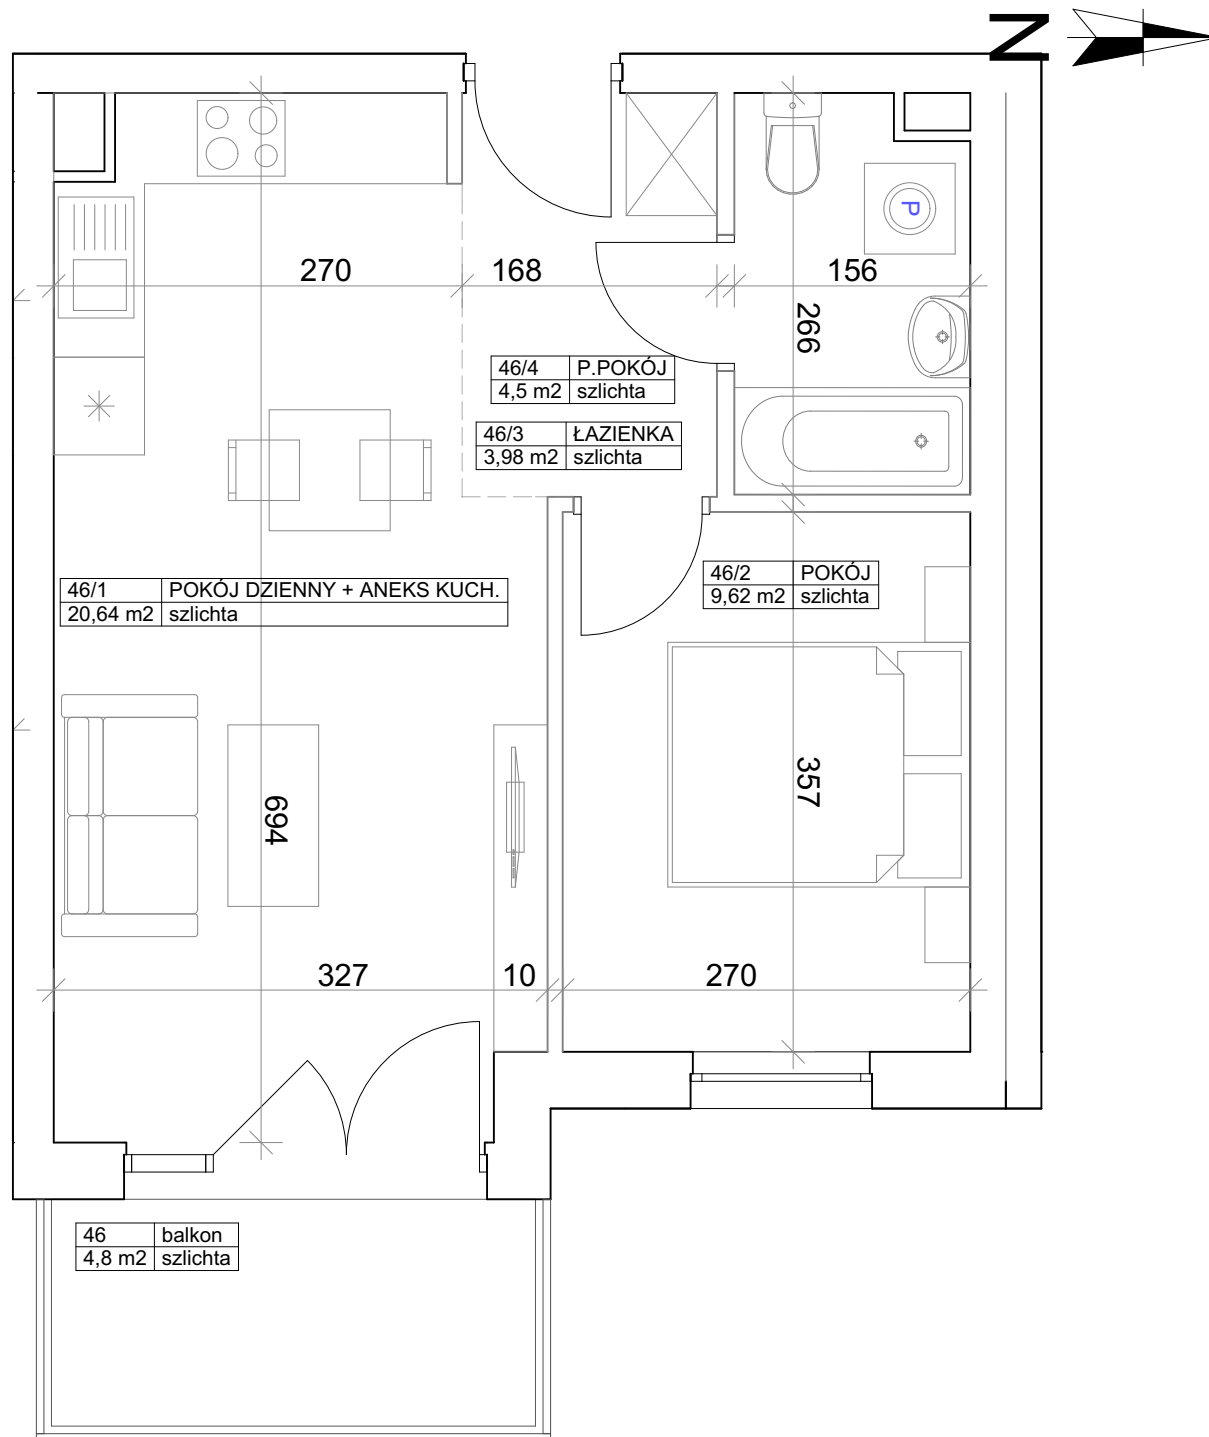 N
P
270
168
156
266
46/4 P.POKÓJ
4,5 m2 szlichta
46/3 ŁAZIENKA
3,98 m2 szlichta
46/1 POKÓJ DZIENNY + ANEKS KUCH.
20,64 m2 szlichta
46/2 POKÓJ
9,62 m2 szlichta
694
357
327
10
270
46 balkon
4,8 m2 szlichta